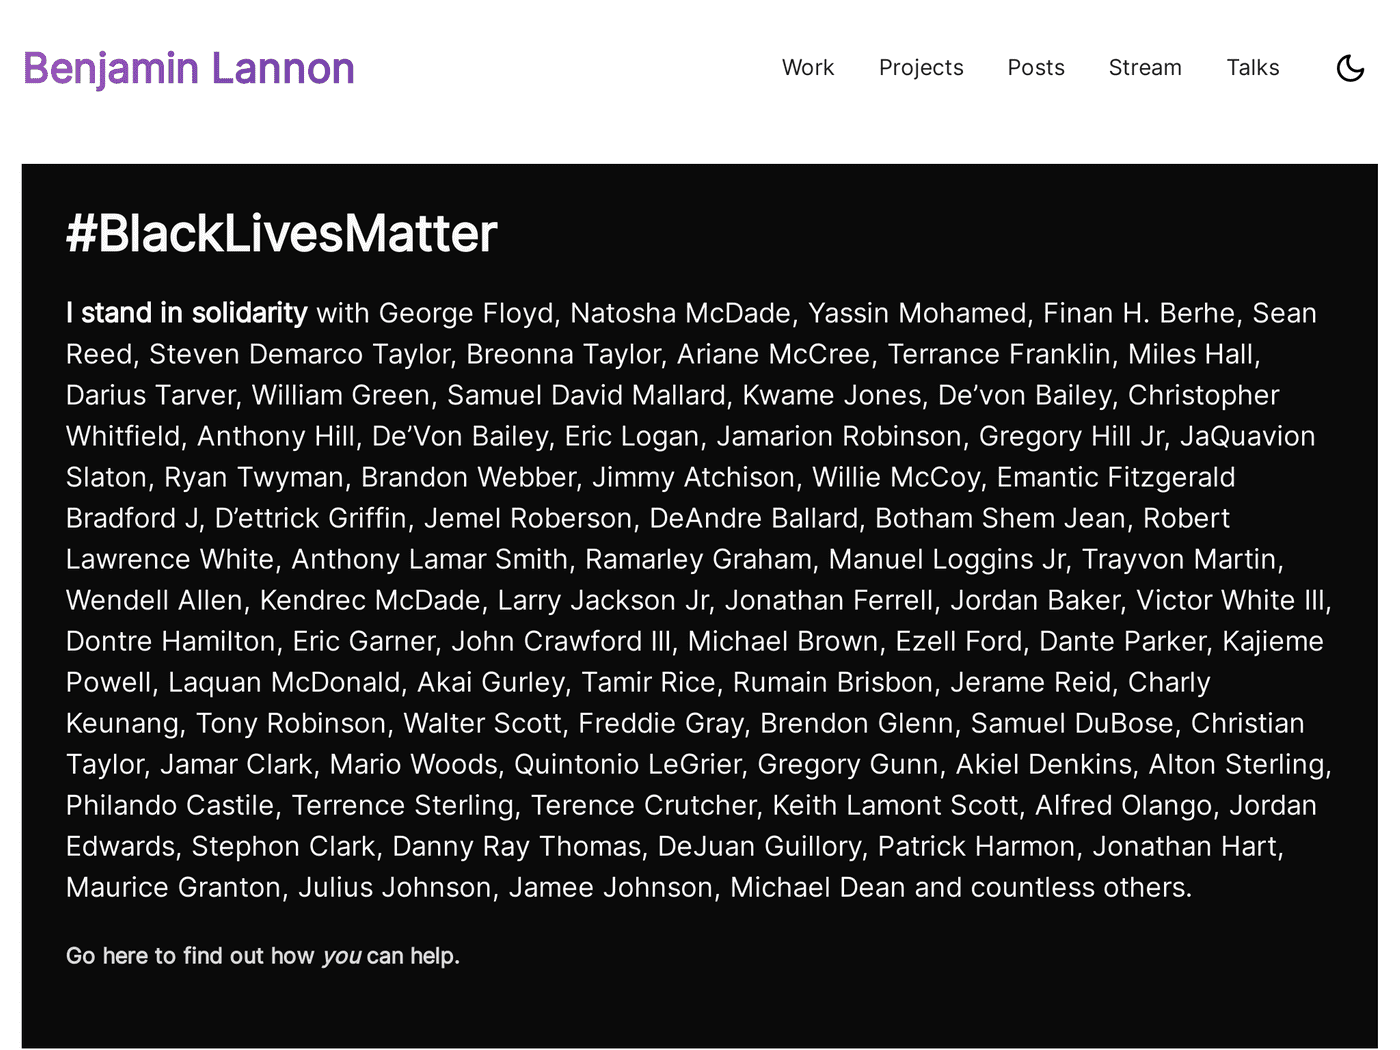 Benjamin Lannon
Work Projects Posts Stream Talks
#BlackLivesMatter
I stand in solidarity with George Floyd, Natosha McDade, Yassin Mohamed, Finan H. Berhe, Sean
Reed, Steven Demarco Taylor, Breonna Taylor, Ariane McCree, Terrance Franklin, Miles Hall,
Darius Tarver, William Green, Samuel David Mallard, Kwame Jones, De’von Bailey, Christopher
Whitfield, Anthony Hill, De’Von Bailey, Eric Logan, Jamarion Robinson, Gregory Hill Jr, JaQuavion
Slaton, Ryan Twyman, Brandon Webber, Jimmy Atchison, Willie McCoy, Emantic Fitzgerald
Bradford J, D’ettrick Griffin, Jemel Roberson, DeAndre Ballard, Botham Shem Jean, Robert
Lawrence White, Anthony Lamar Smith, Ramarley Graham, Manuel Loggins Jr, Trayvon Martin,
Wendell Allen, Kendrec McDade, Larry Jackson Jr, Jonathan Ferrell, Jordan Baker, Victor White III,
Dontre Hamilton, Eric Garner, John Crawford III, Michael Brown, Ezell Ford, Dante Parker, Kajieme
Powell, Laquan McDonald, Akai Gurley, Tamir Rice, Rumain Brisbon, Jerame Reid, Charly
Keunang, Tony Robinson, Walter Scott, Freddie Gray, Brendon Glenn, Samuel DuBose, Christian
Taylor, Jamar Clark, Mario Woods, Quintonio LeGrier, Gregory Gunn, Akiel Denkins, Alton Sterling,
Philando Castile, Terrence Sterling, Terence Crutcher, Keith Lamont Scott, Alfred Olango, Jordan
Edwards, Stephon Clark, Danny Ray Thomas, DeJuan Guillory, Patrick Harmon, Jonathan Hart,
Maurice Granton, Julius Johnson, Jamee Johnson, Michael Dean and countless others.
Go here to find out how you can help.